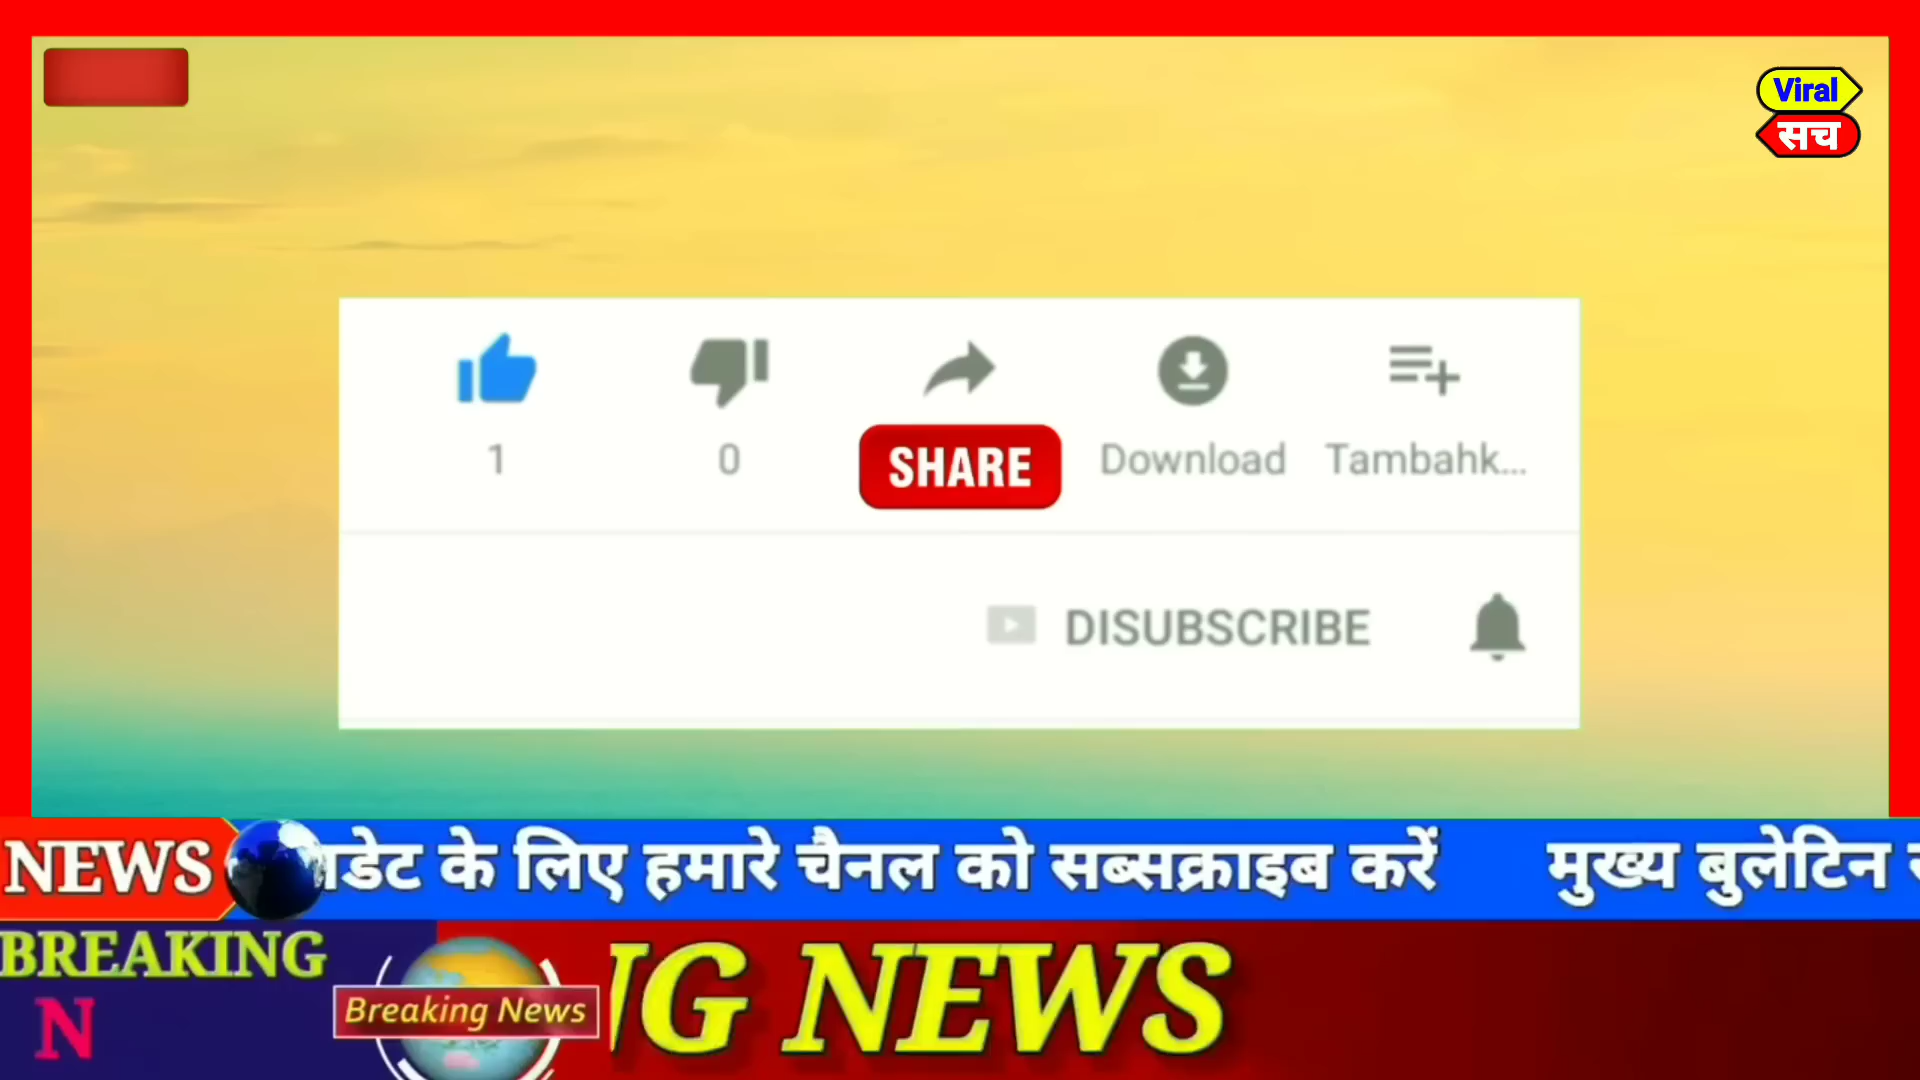 Viral
सच
1 0 SHARE Download Tambahk...
DISUBSCRIBE
NEWS के लिए हमारे चैनल को सब्सक्राइब करें मुख्य बुलेटिन
BREAKING
N
Breaking News
NG NEWS